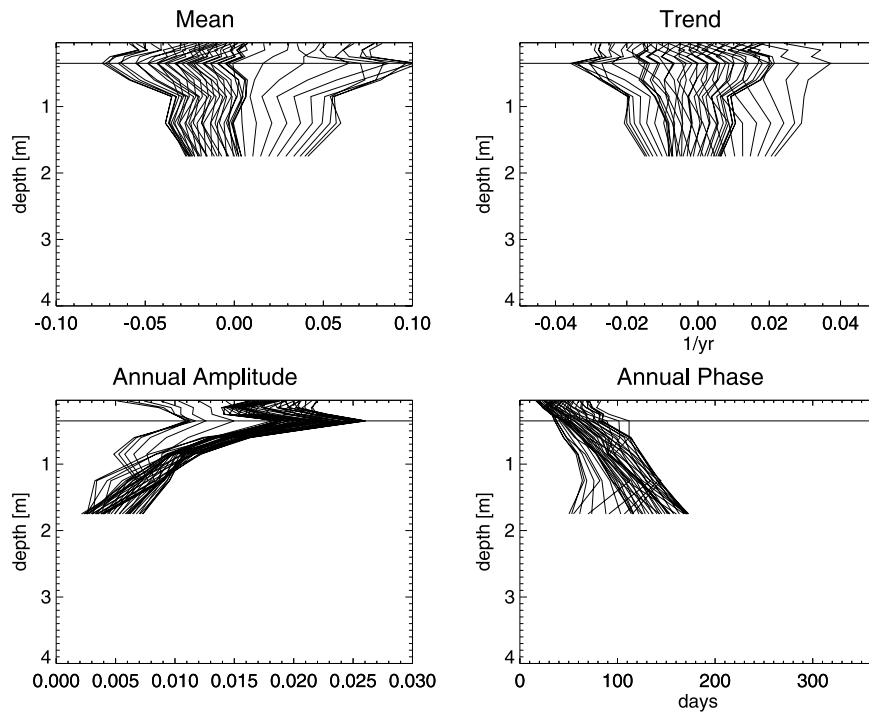 Mean
depth [m]
1
2
3
4
-0.10 -0.05 0.00 0.05 0.10
Trend
depth [m]
1
2
3
4
-0.04 -0.02 0.00 0.02 0.04
1/yr
Annual Amplitude
depth [m]
1
2
3
4
0.000 0.005 0.010 0.015 0.020 0.025 0.030
Annual Phase
depth [m]
1
2
3
4
0 100 200 300
days